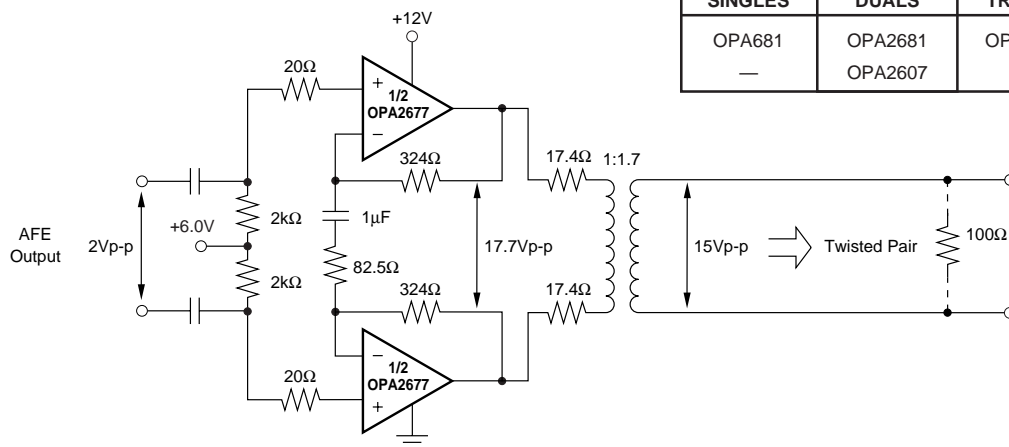 SINGLES DUALS
OPA681 OPA2681
— OPA2607
+12V
20Ω
+
1/2
OPA2677
−
324Ω
17.4Ω
1:1.7
AFE
Output
2Vp-p
+6.0V
2kΩ
2kΩ
1µF
82.5Ω
17.7Vp-p
15Vp-p
Twisted Pair
100Ω
324Ω
17.4Ω
20Ω
−
1/2
OPA2677
+